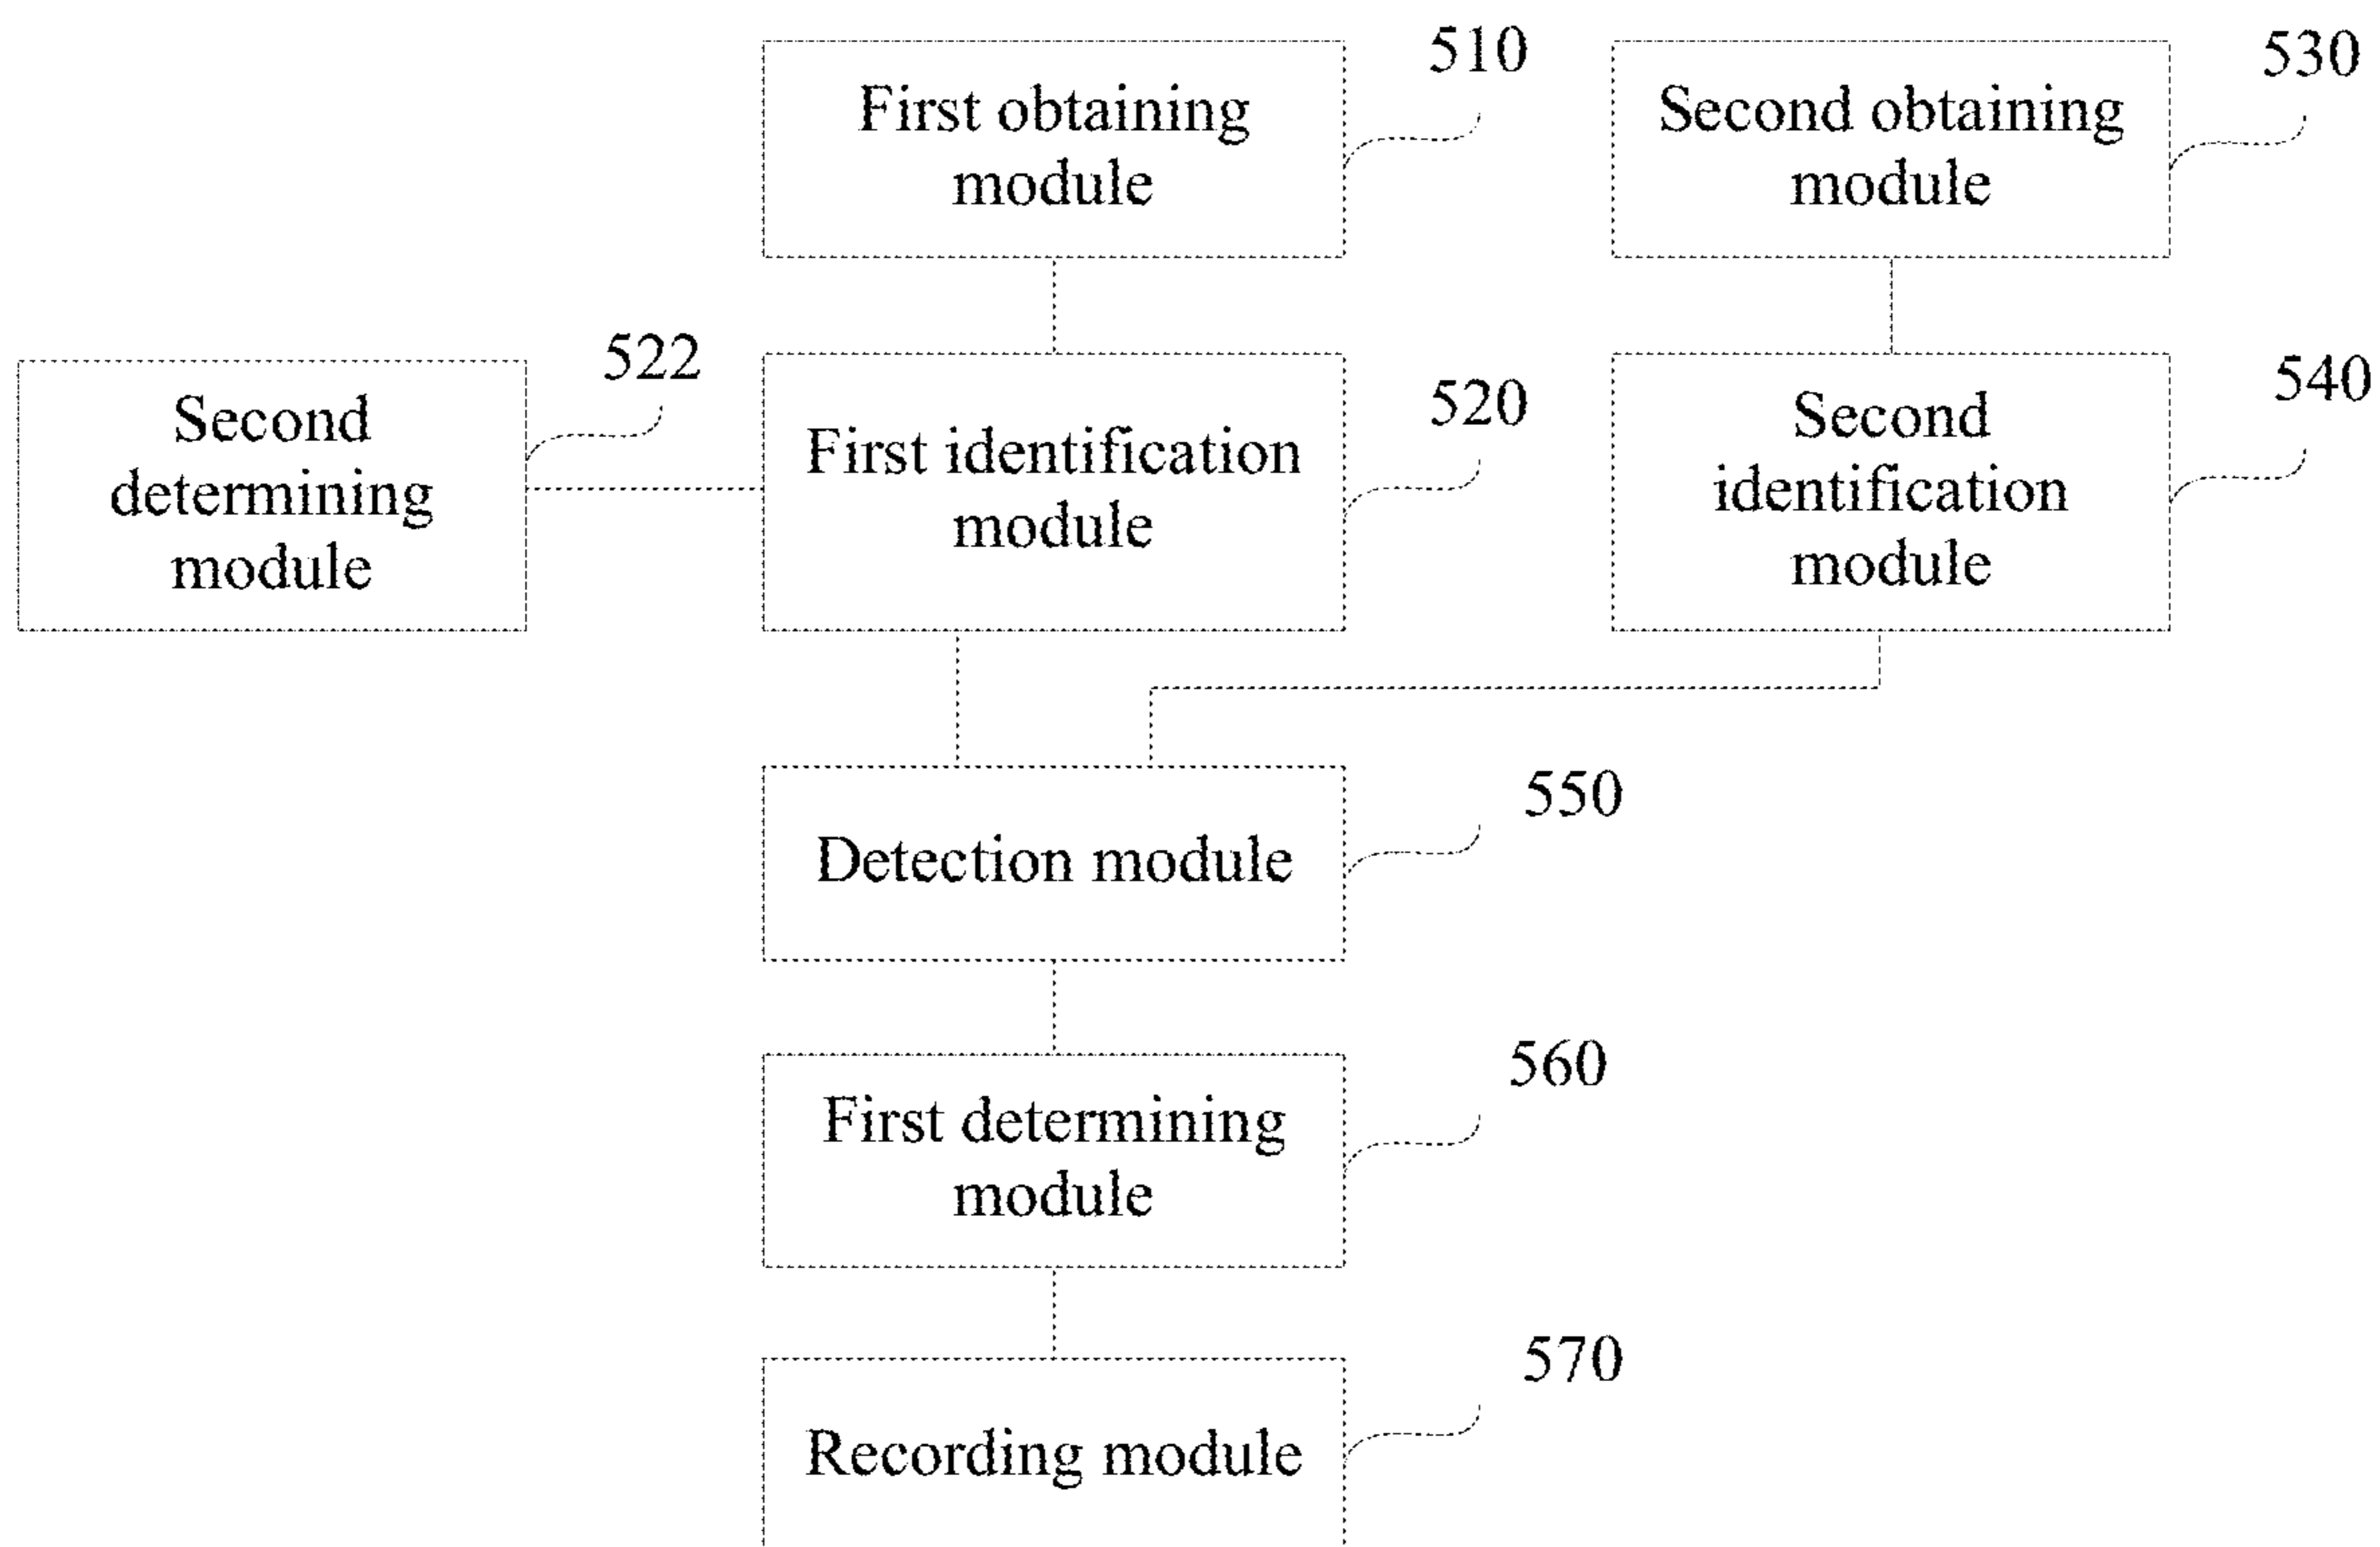 510
First obtaining
module
530
Second obtaining
module
522
Second
determining
module
520
First identification
module
540
Second
identification
module
550
Detection module
560
First determining
module
570
Recording module